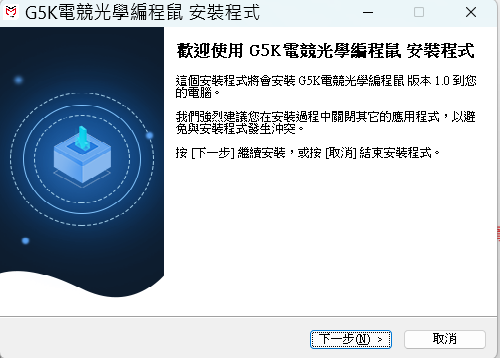 G5K電競光學編程鼠 安裝程式
歡迎使用 G5K電競光學編程鼠 安裝程式
這個安裝程式將會安裝 G5K電競光學編程鼠 版本 1.0 到您
的電腦。
我們強烈建議您在安裝過程中關閉其它的應用程式，以避
免與安裝程式發生沖突。
按 [下一步] 繼續安裝，或按 [取消] 結束安裝程式。
下一步(N) >
取消